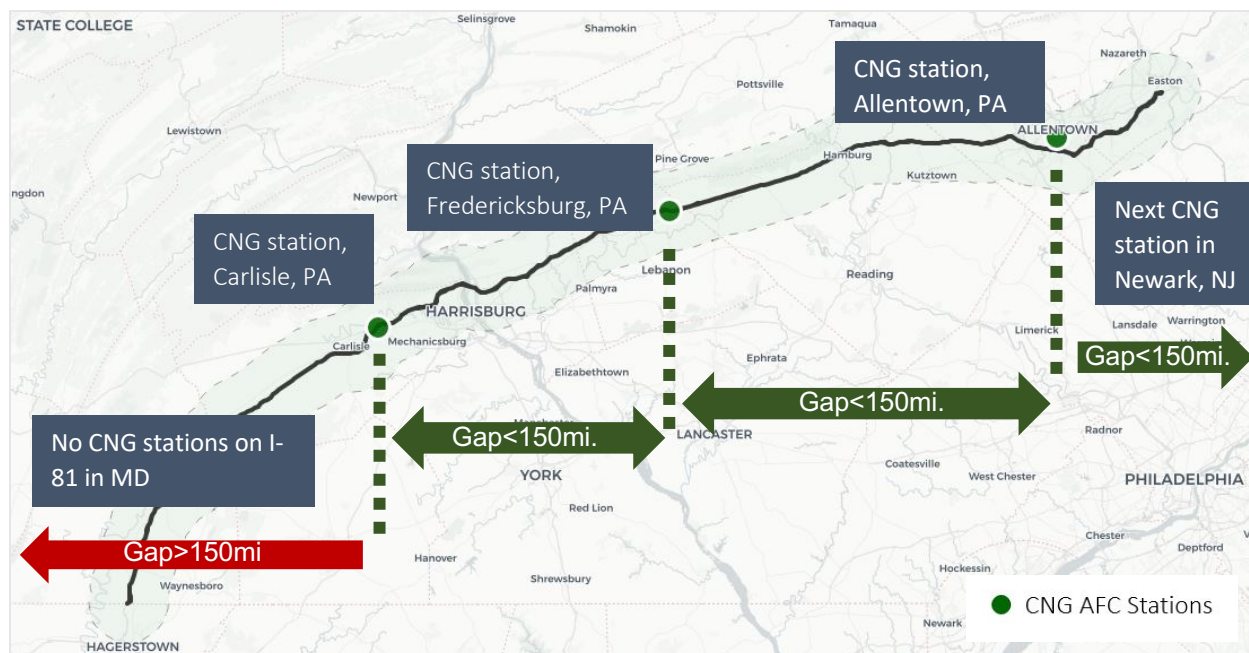 STATE COLLEGE
Selinsgrove
Shamokin
Tamaqua
Nazareth
Easton
CNG station,
Allentown, PA
Pottsville
ALLENTOWN
Lewistown
Pine Grove
Hamburg
Kutztown
ngdon
Newport
CNG station,
Fredericksburg, PA
Next CNG
station in
Newark, NJ
CNG station,
Carlisle, PA
Lebanon
Reading
Palmyra
HARRISBURG
Carlisle
Mechanicsburg
Limerick
Lansdale
Warrington
Elizabethtown
Ephrata
Gap<150mi.
Gap<150mi.
Gap<150mi.
LANCASTER
Radnor
No CNG stations on I-
81 in MD
YORK
Coatesville
West Chester
PHILADELPHIA
Red Lion
Chester
Deptford
Gap>150mi
Hanover
Shrewsbury
Hockessin
Waynesboro
CNG AFC Stations
Newark
HAGERSTOWN